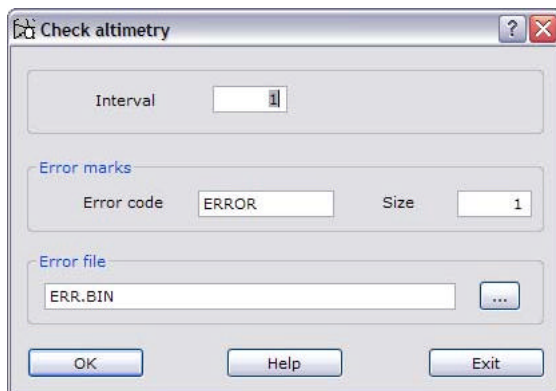 Check altimetry ?
Interval 1
Error marks
Error code ERROR Size 1
Error file
ERR.BIN ...
OK Help Exit